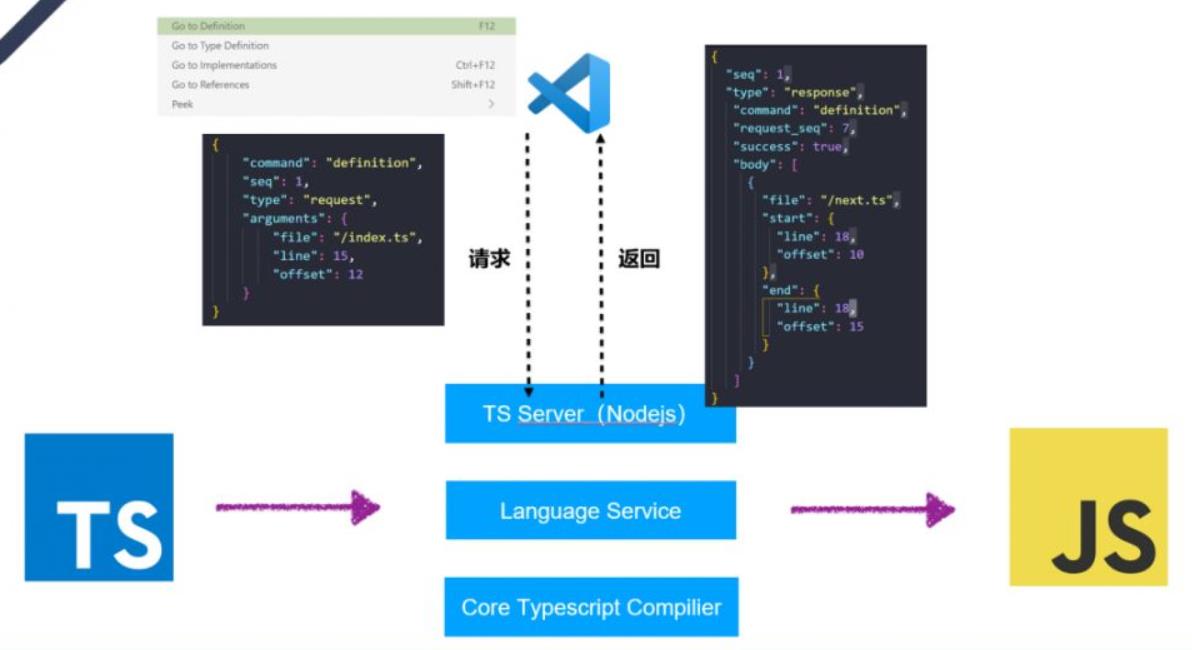 Go to Definition F12
Go to Type Definition
Go to Implementations Ctrl+F12
Go to References Shift+F12
Peek >
{
"command": "definition",
"seq": 1,
"type": "request",
"arguments": {
"file": "/index.ts",
"line": 15,
"offset": 12
}
}
请求
返回
{
"seq": 1,
"type": "response",
"command": "definition",
"request_seq": 7,
"success": true,
"body": [
{
"file": "/next.ts",
"start": {
"line": 18,
"offset": 10
},
"end": {
"line": 18,
"offset": 15
}
}
]
}
TS Server（Nodejs）
TS
Language Service
JS
Core Typescript Compilier